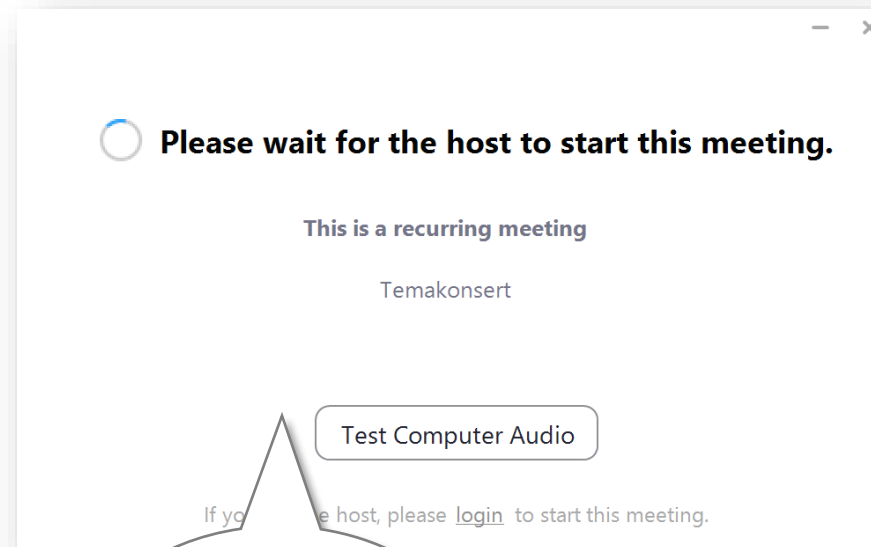 Please wait for the host to start this meeting.
This is a recurring meeting
Temakonsert
Test Computer Audio
If e host, please login to start this meeting.